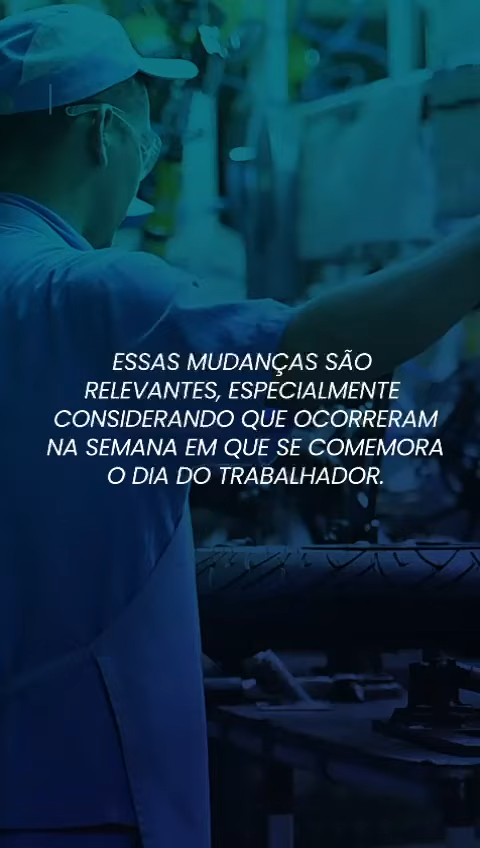 ESSAS MUDANÇAS SÃO
RELEVANTES, ESPECIALMENTE
CONSIDERANDO QUE OCORRERAM
NA SEMANA EM QUE SE COMEMORA
O DIA DO TRABALHADOR.